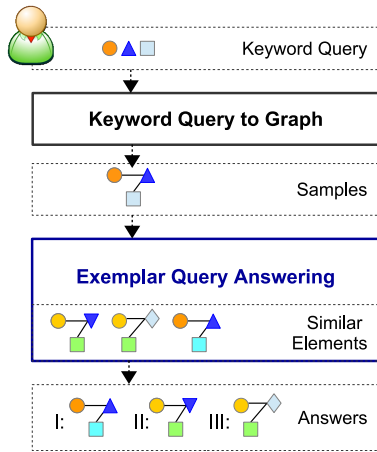 Keyword Query
Keyword Query to Graph
Samples
Exemplar Query Answering
Similar
Elements
I: II: III: Answers